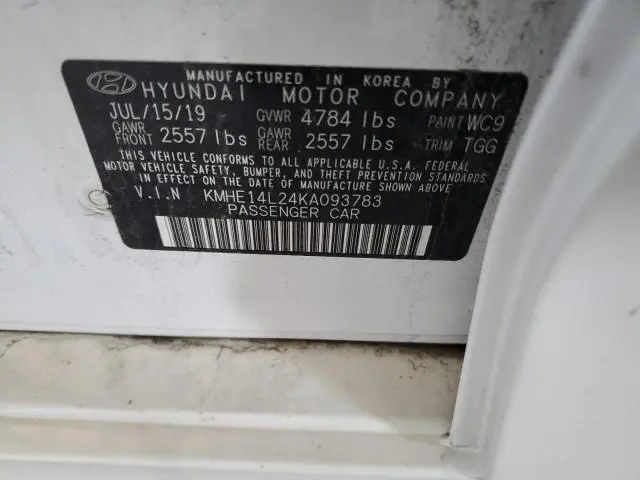 MANUFACTURED IN KOREA BY
HYUNDAI MOTOR COMPANY
JUL/15/19 GVWR 4784 lbs PAINT WC9
GAWR FRONT 2557 lbs GAWR REAR 2557 lbs TRIM TGG
THIS VEHICLE CONFORMS TO ALL APPLICABLE U.S.A. FEDERAL
MOTOR VEHICLE SAFETY, BUMPER, AND THEFT PREVENTION STANDARDS
IN EFFECT ON THE DATE OF MANUFACTURE SHOWN ABOVE.
V.I.N KMHE14L24KA093783
PASSENGER CAR